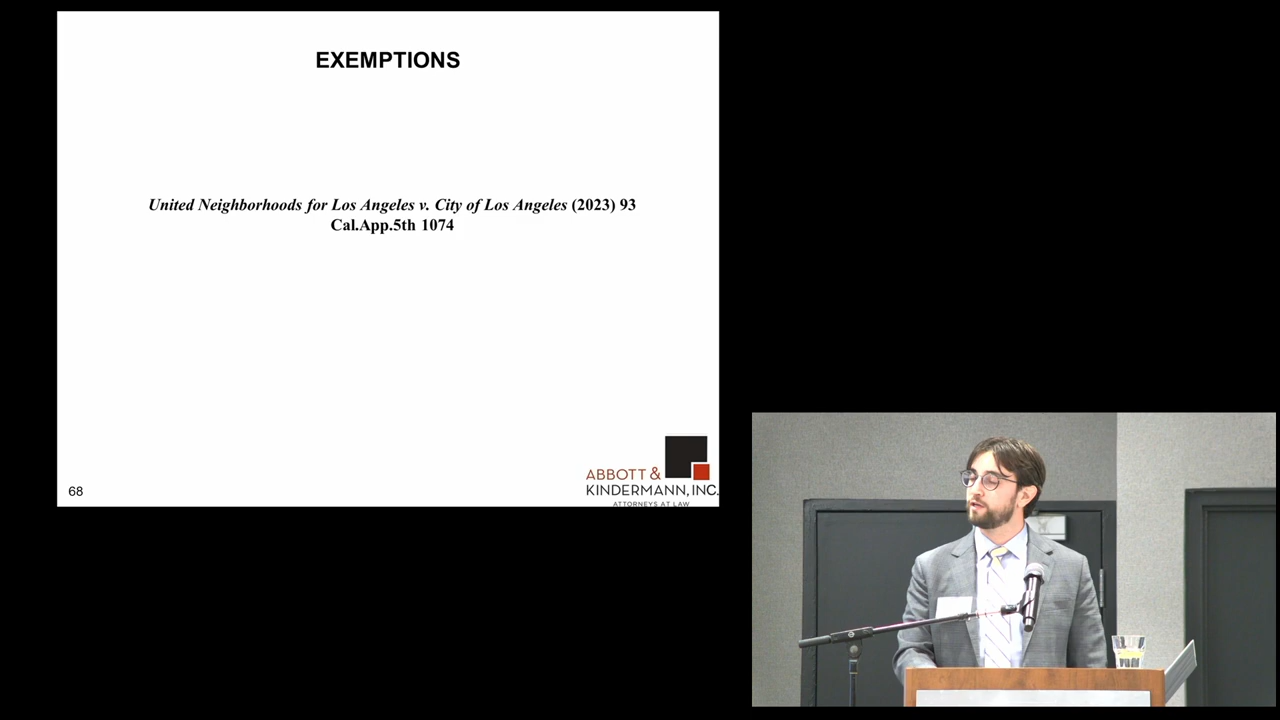 EXEMPTIONS
United Neighborhoods for Los Angeles v. City of Los Angeles (2023) 93
Cal.App.5th 1074
68
ABBOTT &
KINDERMANN, INC.
ATTORNEYS AT LAW